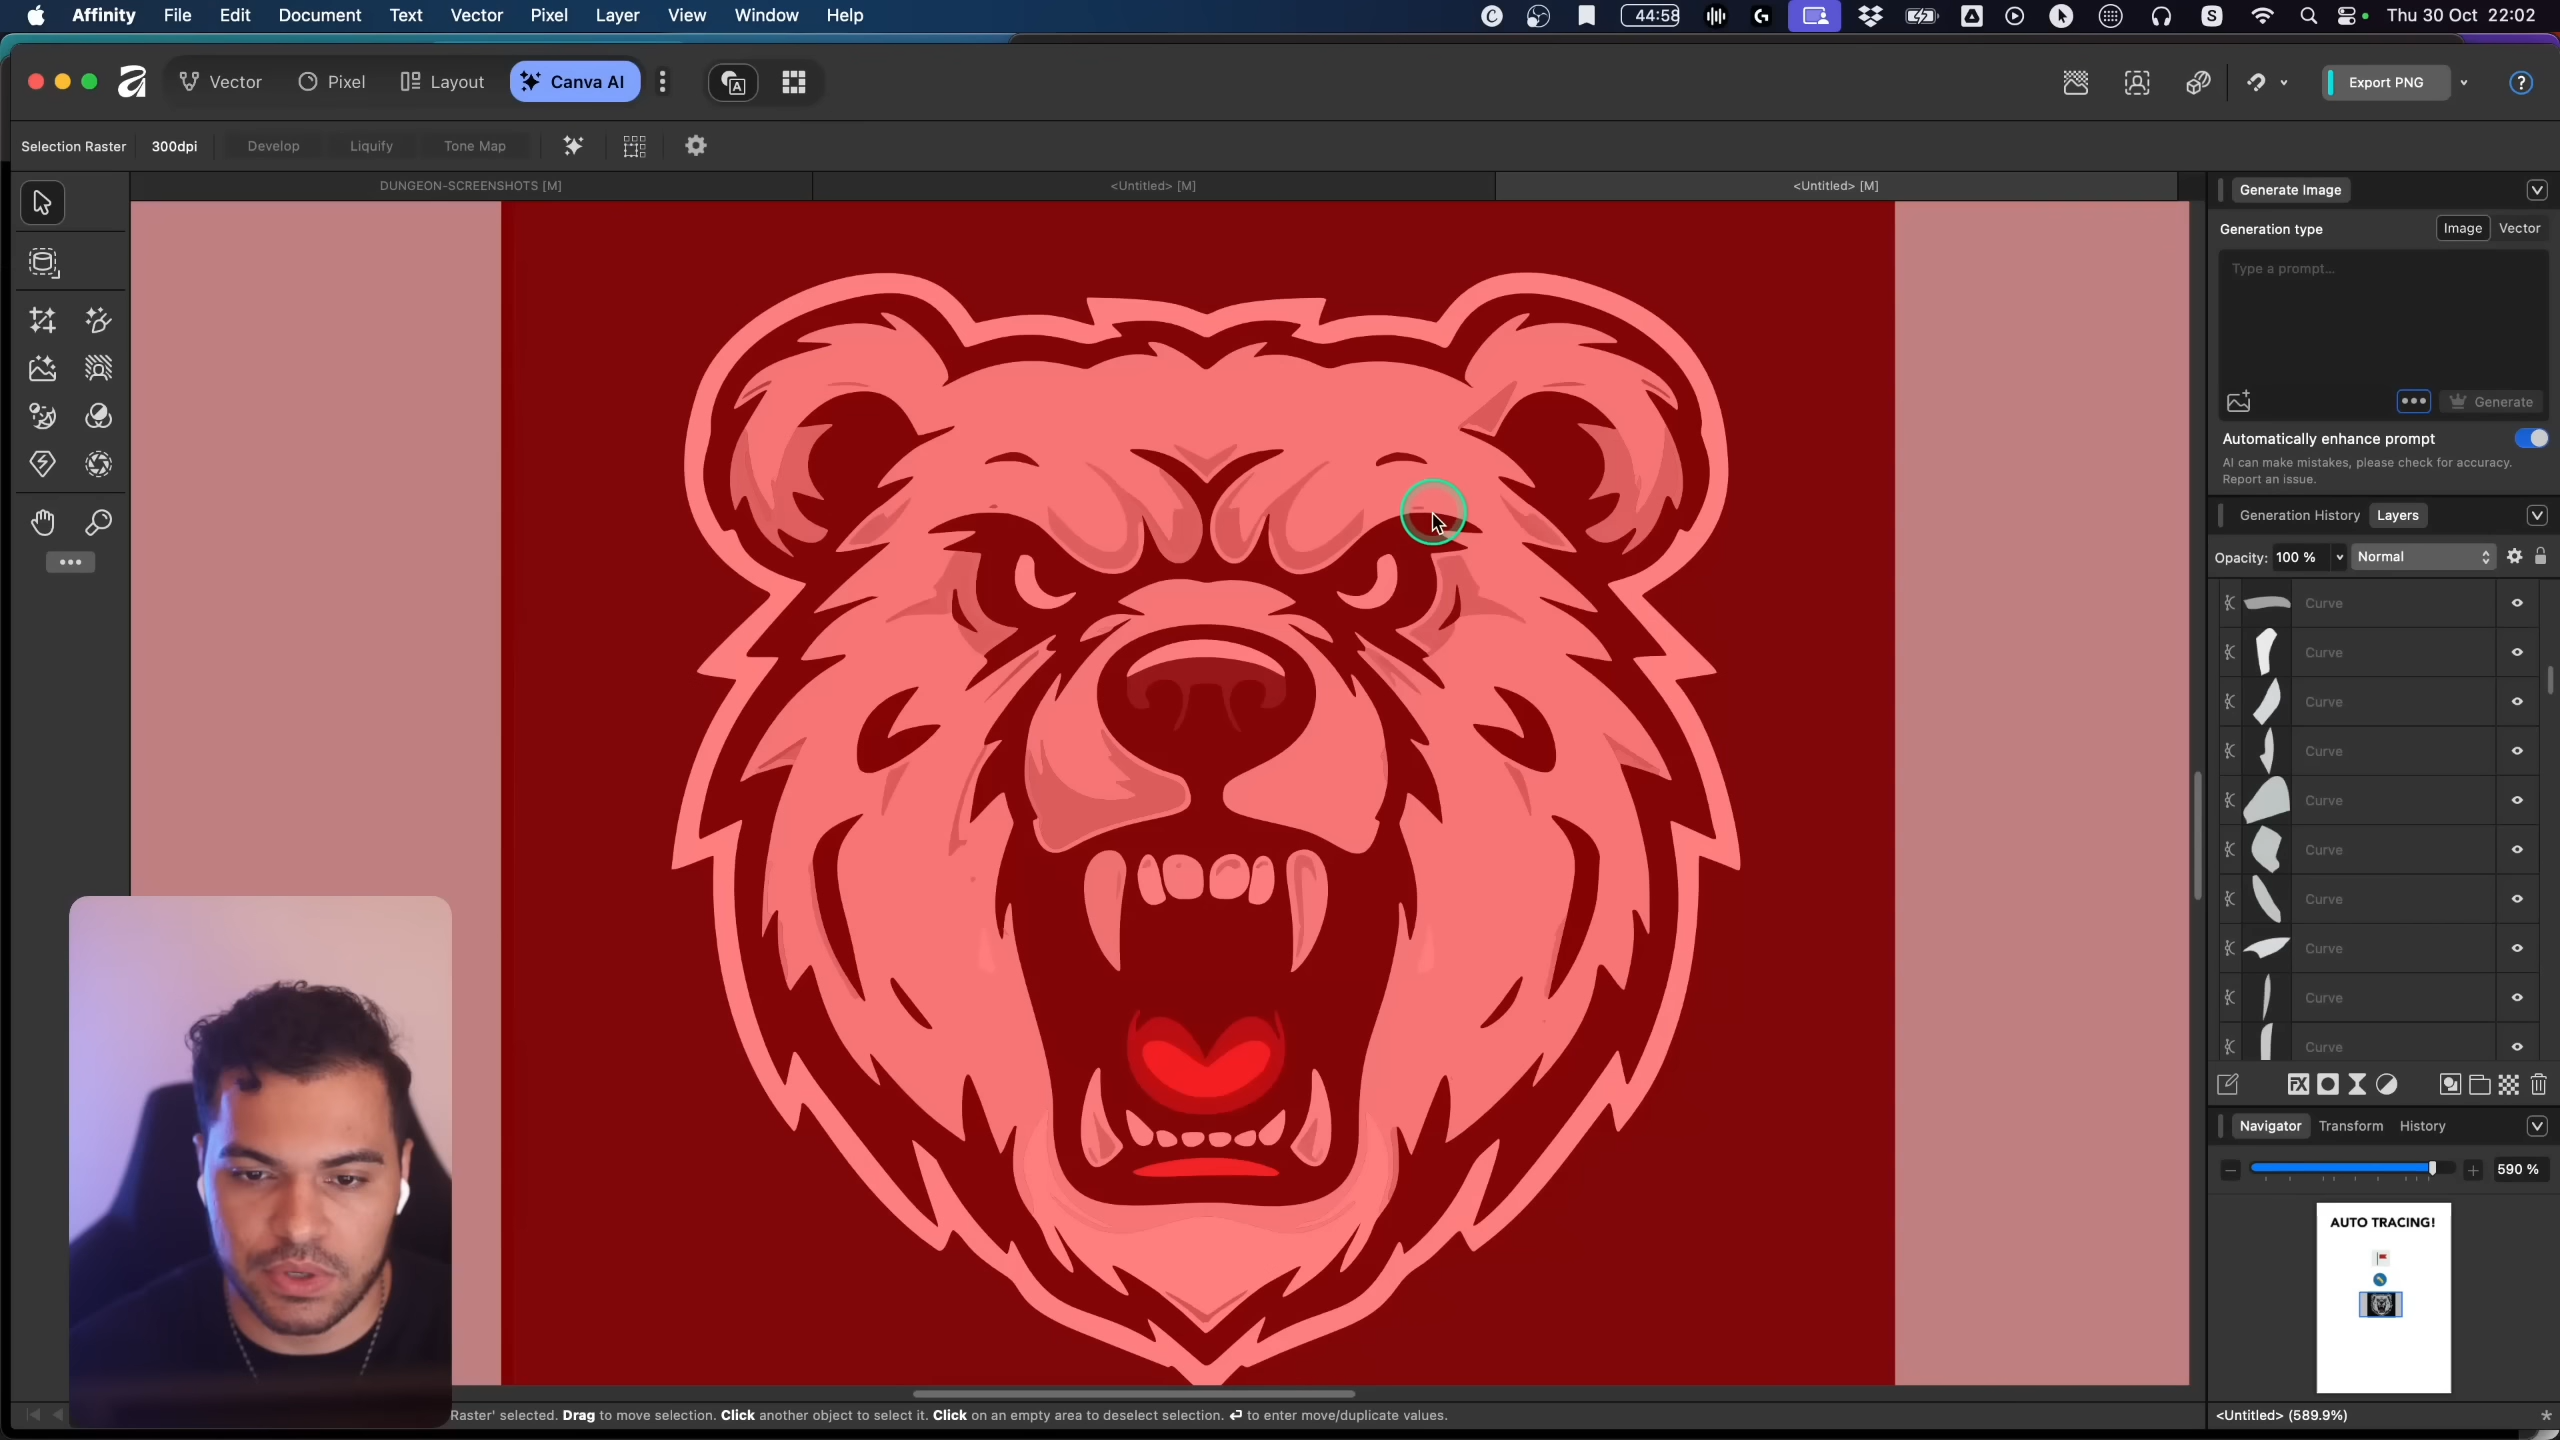 Affinity File Edit Document Text Vector Pixel Layer View Window Help
44:58
Thu 30 Oct 22:02
Vector Pixel Layout Canva AI
Export PNG
Selection Raster 300dpi Develop Liquify Tone Map
DUNGEON-SCREENSHOTS [M]
<Untitled> [M]
<Untitled> [M]
Generate Image
Generation type Image Vector
Type a prompt...
Generate
Automatically enhance prompt
AI can make mistakes, please check for accuracy.
Report an issue.
Generation History Layers
Opacity: 100 % Normal
Curve
Curve
Curve
Curve
Curve
Curve
Curve
Curve
Curve
Curve
FX
Navigator Transform History
590 %
AUTO TRACING!
Raster' selected. Drag to move selection. Click another object to select it. Click on an empty area to deselect selection. ↵ to enter move/duplicate values.
<Untitled> (589.9%)